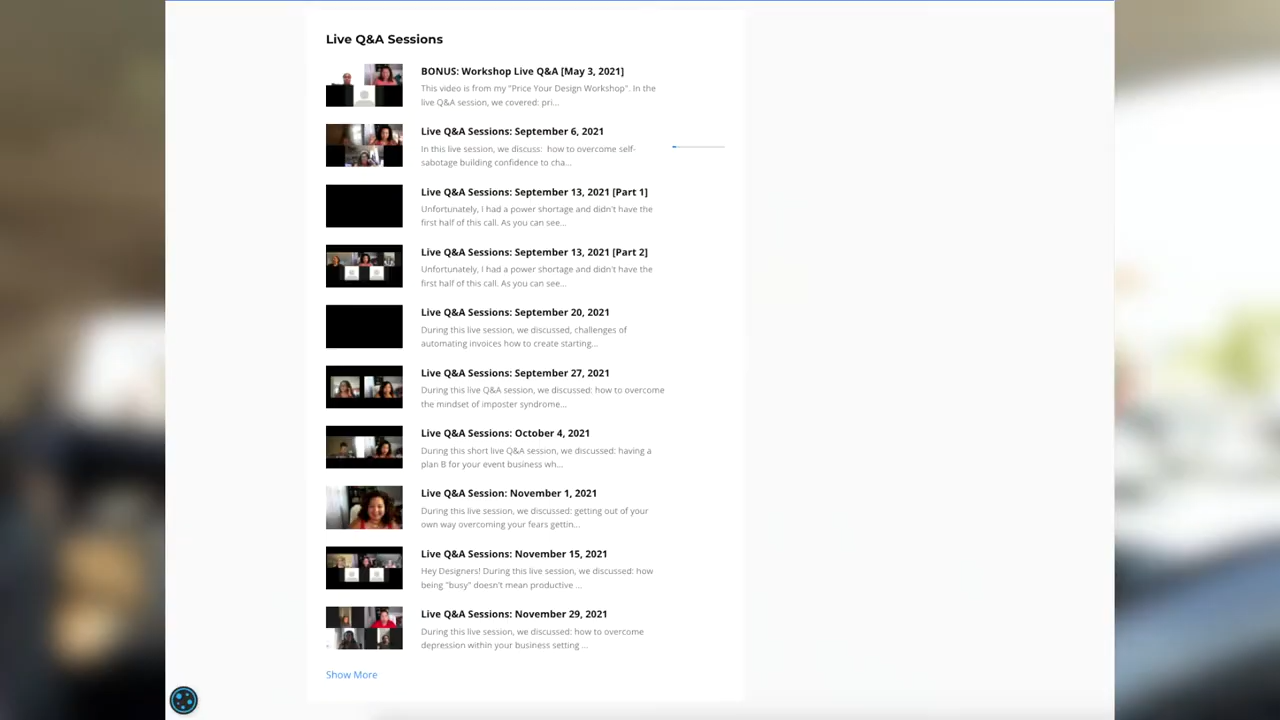 Live Q&A Sessions
BONUS: Workshop Live Q&A [May 3, 2021]
This video is from my "Price Your Design Workshop". In the
live Q&A session, we covered: pri...
Live Q&A Sessions: September 6, 2021
In this live session, we discuss:  how to overcome self-
sabotage building confidence to cha...
Live Q&A Sessions: September 13, 2021 [Part 1]
Unfortunately, I had a power shortage and didn't have the
first half of this call. As you can see...
Live Q&A Sessions: September 13, 2021 [Part 2]
Unfortunately, I had a power shortage and didn't have the
first half of this call. As you can see...
Live Q&A Sessions: September 20, 2021
During this live session, we discussed, challenges of
automating invoices how to create starting...
Live Q&A Sessions: September 27, 2021
During this live Q&A session, we discussed: how to overcome
the mindset of imposter syndrome...
Live Q&A Sessions: October 4, 2021
During this short live Q&A session, we discussed: having a
plan B for your event business wh...
Live Q&A Session: November 1, 2021
During this live session, we discussed: getting out of your
own way overcoming your fears gettin...
Live Q&A Sessions: November 15, 2021
Hey Designers! During this live session, we discussed: how
being "busy" doesn't mean productive ...
Live Q&A Sessions: November 29, 2021
During this live session, we discussed: how to overcome
depression within your business setting ...
Show More